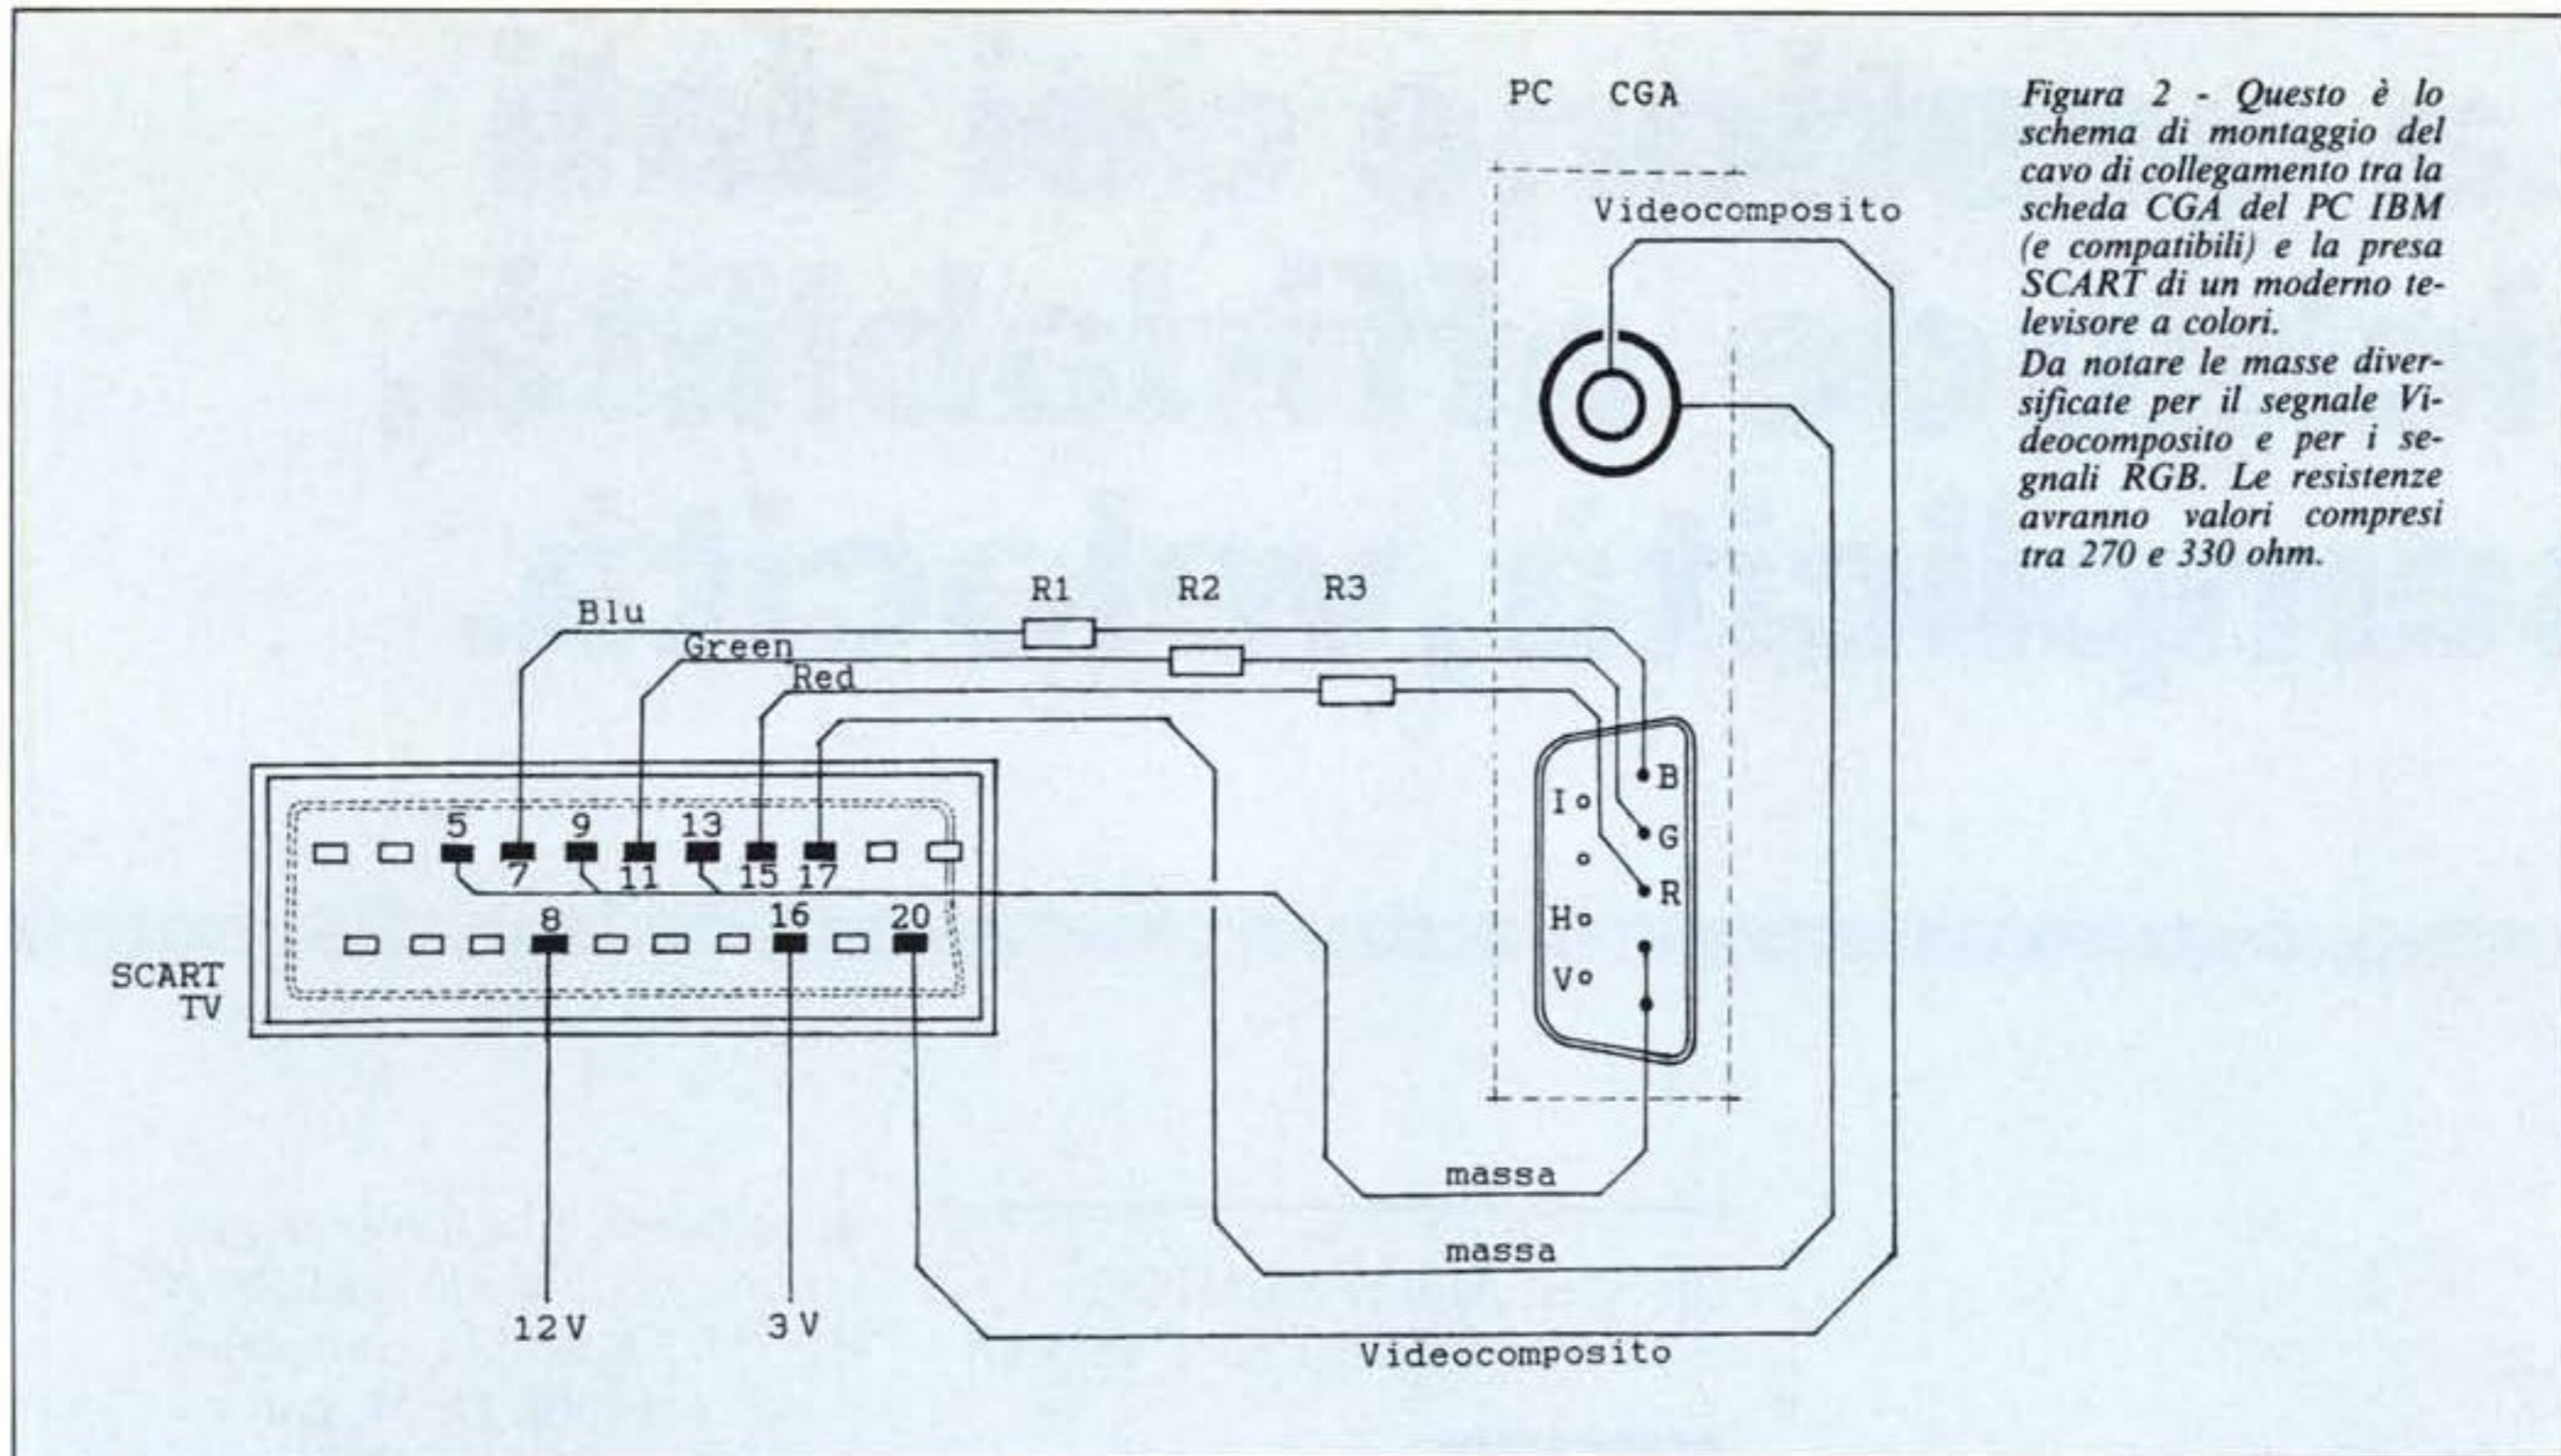 PC CGA
Videocomposito
Figura 2 - Questo è lo
schema di montaggio del
cavo di collegamento tra la
scheda CGA del PC IBM
(e compatibili) e la presa
SCART di un moderno te-
levisore a colori.
Da notare le masse diver-
sificate per il segnale Vi-
deocomposito e per i se-
gnali RGB. Le resistenze
avranno valori compresi
tra 270 e 330 ohm.
R1 R2 R3
Blu
Green
Red
B
I
G
R
H
V
5 9 13
7 11 15 17
8 16 20
SCART
TV
massa
massa
12V 3V
Videocomposito